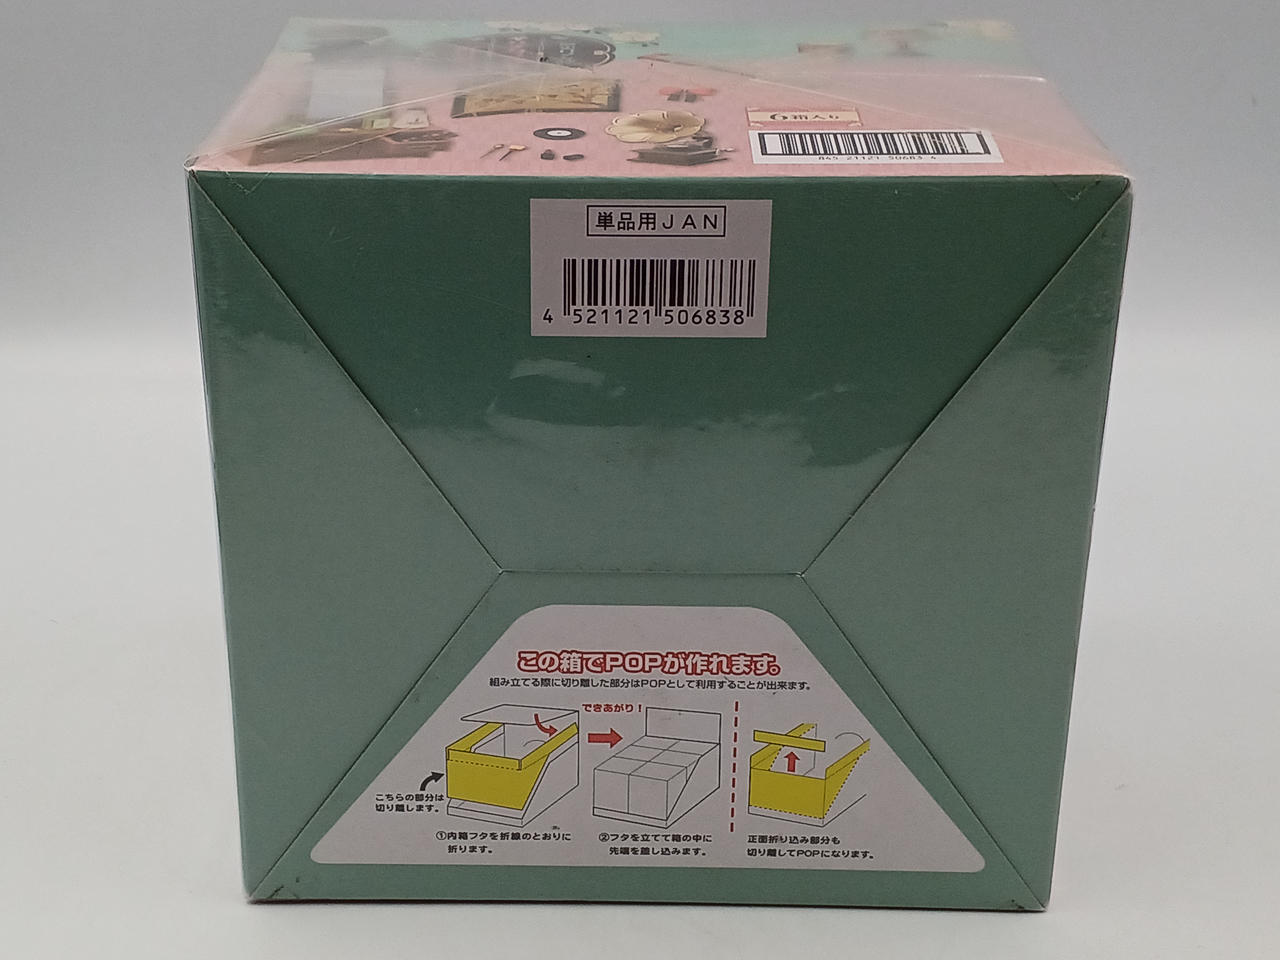 6箱入り
845 21121 50683 4
単品用JAN
4 521121 506838
この箱でPOPが作れます。
組み立てる際に切り離した部分はPOPとして利用することが出来ます。
できあがり！
こちらの部分は
切り離します。
①内箱フタを折線のとおりに
折ります。
②フタを立てて箱の中に
先端を差し込みます。
正面折り込み部分も
切り離してPOPになります。